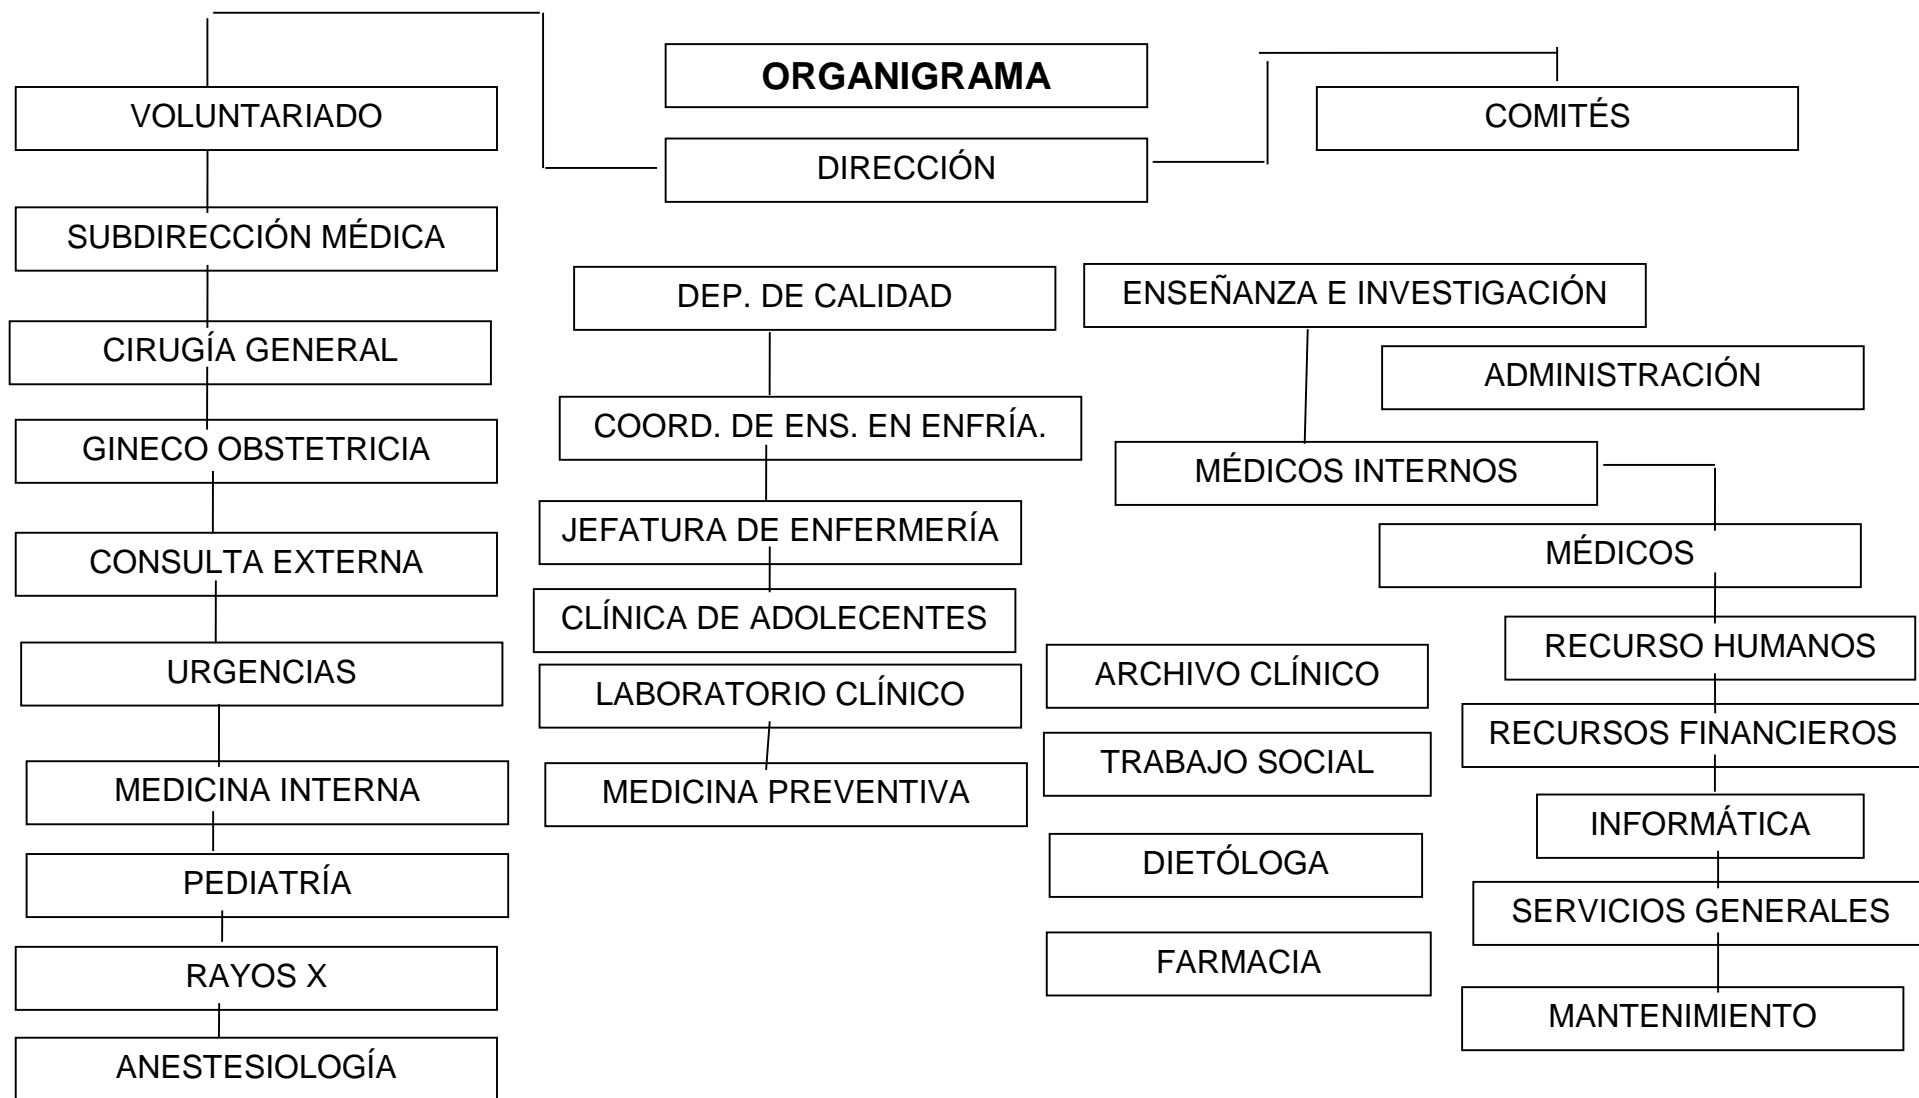 ORGANIGRAMA
VOLUNTARIADO
COMITÉS
DIRECCIÓN
SUBDIRECCIÓN MÉDICA
CIRUGÍA GENERAL
GINECO OBSTETRICIA
CONSULTA EXTERNA
URGENCIAS
MEDICINA INTERNA
PEDIATRÍA
RAYOS X
ANESTESIOLOGÍA
DEP. DE CALIDAD
COORD. DE ENS. EN ENFRÍA.
JEFATURA DE ENFERMERÍA
CLÍNICA DE ADOLECENTES
LABORATORIO CLÍNICO
MEDICINA PREVENTIVA
ENSEÑANZA E INVESTIGACIÓN
ADMINISTRACIÓN
MÉDICOS INTERNOS
MÉDICOS
ARCHIVO CLÍNICO
TRABAJO SOCIAL
DIETÓLOGA
FARMACIA
RECURSO HUMANOS
RECURSOS FINANCIEROS
INFORMÁTICA
SERVICIOS GENERALES
MANTENIMIENTO